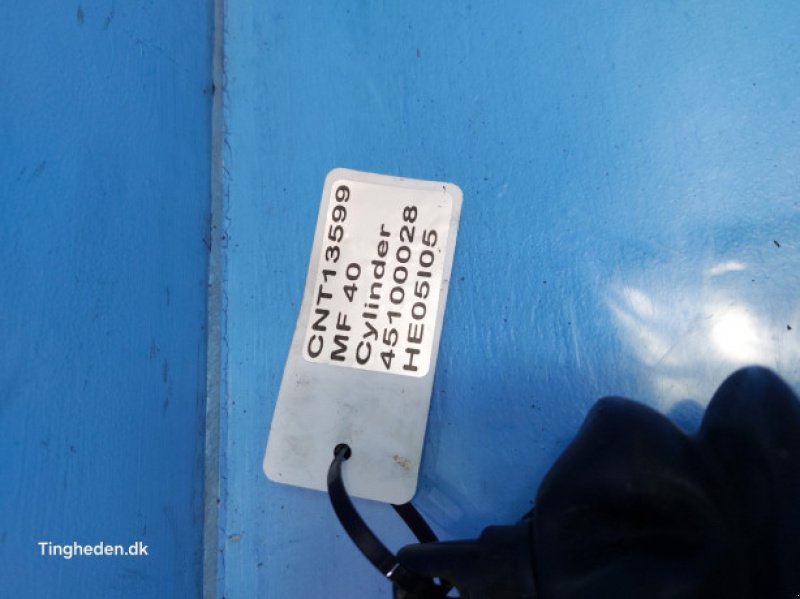 CNT13599
MF 40
Cylinder
45100028
HE05I05
Tingheden.dk